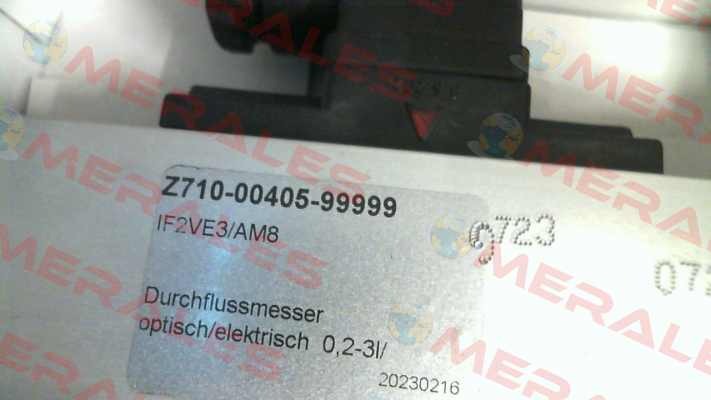 MERALES
Z710-00405-99999
IF2VE3/AM8
0723
072
Durchflussmesser
optisch/elektrisch 0,2-3l/
20230216